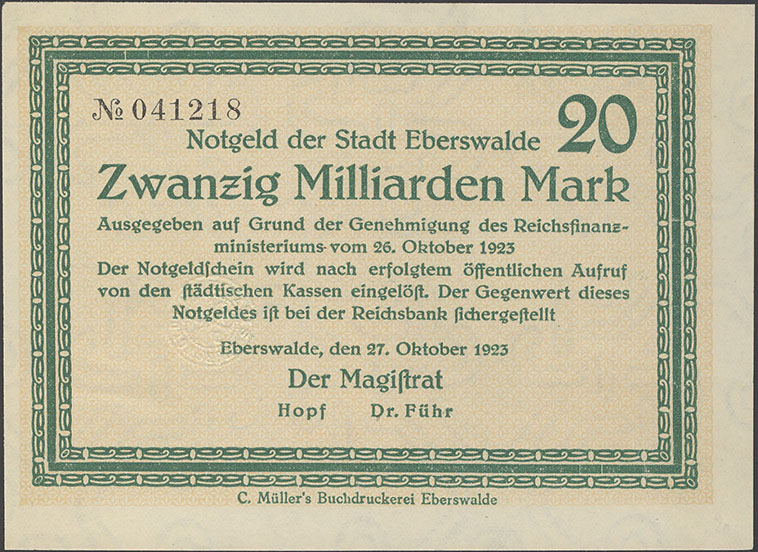 № 041218
Notgeld der Stadt Eberswalde 20
Zwanzig Milliarden Mark
Ausgegeben auf Grund der Genehmigung des Reichsfinanz-
ministeriums vom 26. Oktober 1923
Der Notgeldſchein wird nach erfolgtem öffentlichen Aufruf
von den ſtädtischen Kassen eingelöſt. Der Gegenwert dieses
Notgeldes iſt bei der Reichsbank ſichergeſtellt
Eberswalde, den 27. Oktober 1923
Der Magiſtrat
Hopf Dr. Führ
C. Müller's Buchdruckerei Eberswalde